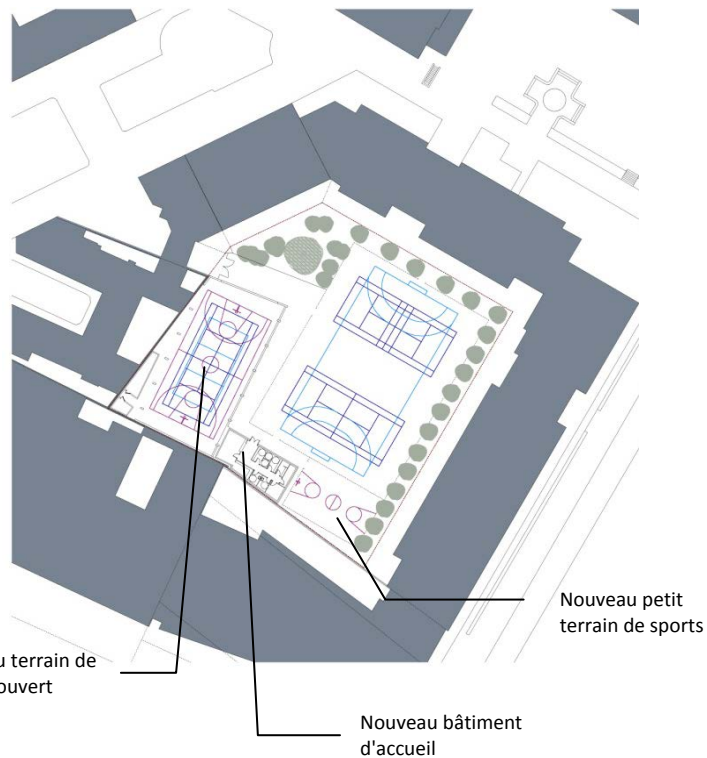 Nouveau petit
terrain de sports
u terrain de
ouvert
Nouveau bâtiment
d'accueil